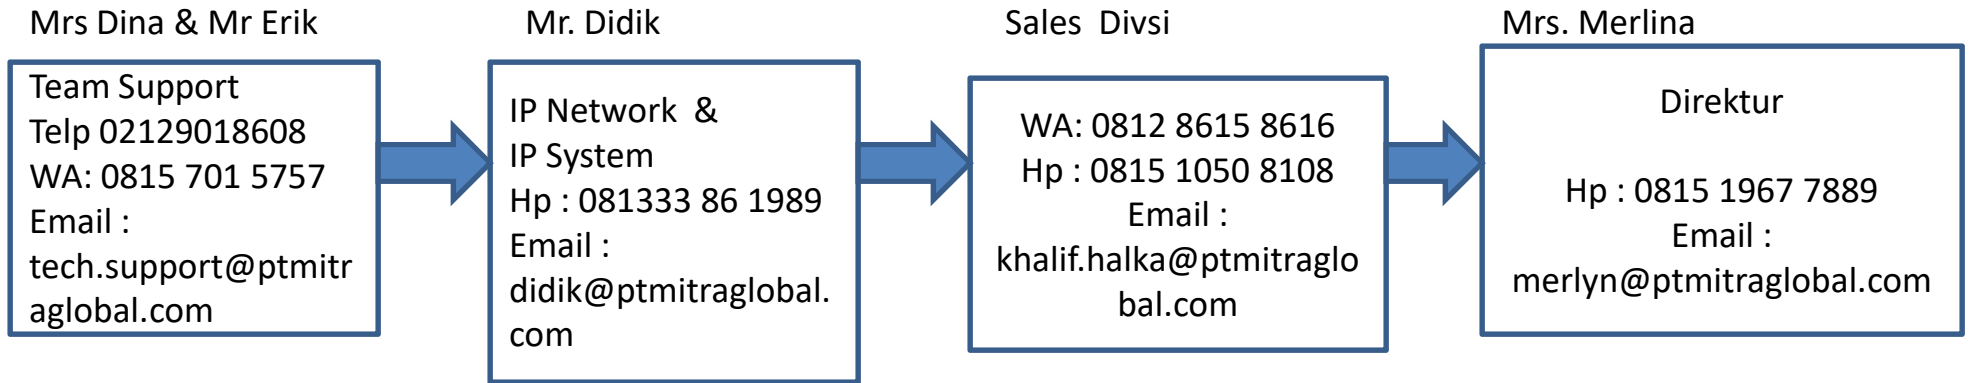 Mrs Dina & Mr Erik
Team Support
Telp 02129018608
WA: 0815 701 5757
Email :
tech.support@ptmitr
aglobal.com
Mr. Didik
IP Network &
IP System
Hp : 081333 86 1989
Email :
didik@ptmitraglobal.
com
Sales Divsi
WA: 0812 8615 8616
Hp : 0815 1050 8108
Email :
khalif.halka@ptmitraglo
bal.com
Mrs. Merlina
Direktur
Hp : 0815 1967 7889
Email :
merlyn@ptmitraglobal.com